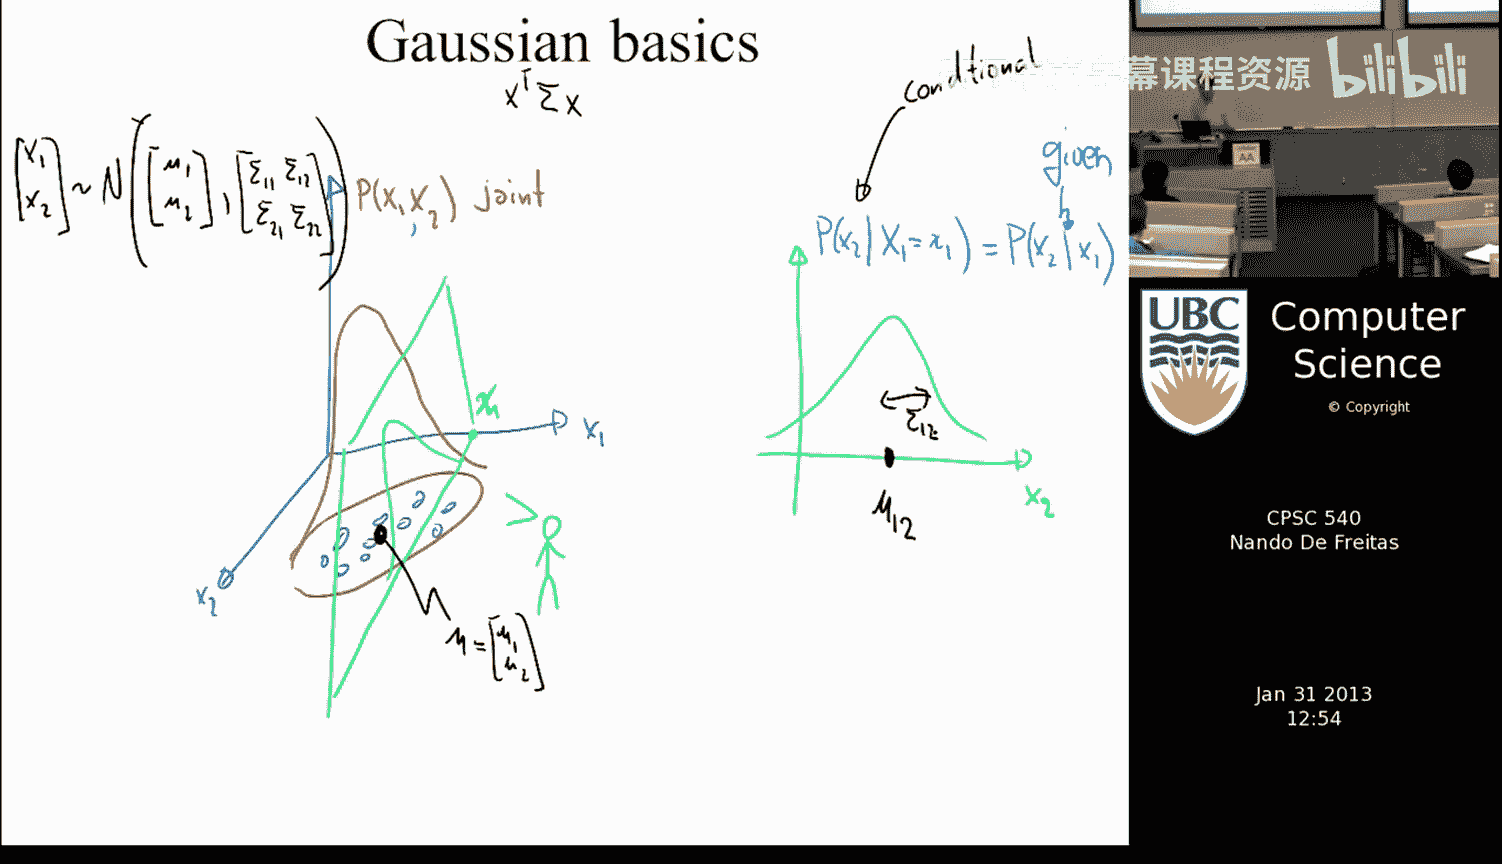 Gaussian basics
xᵀΣx
[x₁ x₂] ~ N([μ₁ μ₂], [Σ₁₁ Σ₁₂ Σ₂₁ Σ₂₂])
P(x₁, x₂) joint
conditional
given
P(x₂|X₁=x₁) = P(x₂|x₁)
x₁
x₁
x₂
μ = [μ₁ μ₂]
Σ₁₂
μ₁₂
x₂
幕课程资源
bilibili
UBC
Computer
Science
© Copyright
CPSC 540
Nando De Freitas
Jan 31 2013
12:54